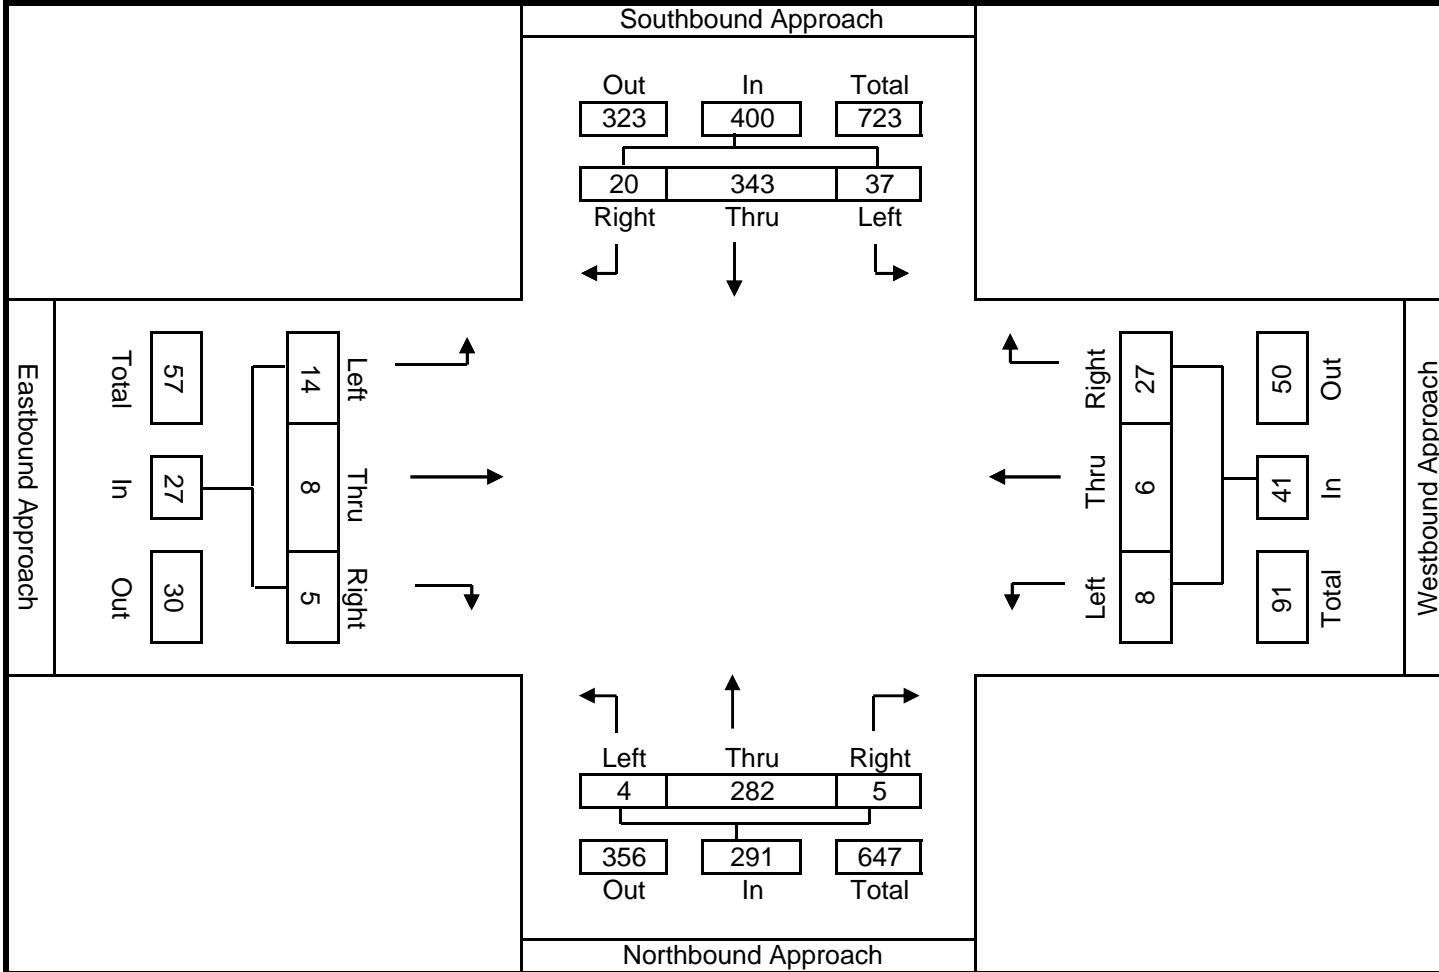 Southbound Approach
Out In Total
323 400 723
20 343 37
Right Thru Left
Eastbound Approach
Total In Out
57 27 30
14 8 5
Left Thru Right
Right Thru Left
27 6 8
50 41 91
Out In Total
Westbound Approach
Left Thru Right
4 282 5
356 291 647
Out In Total
Northbound Approach